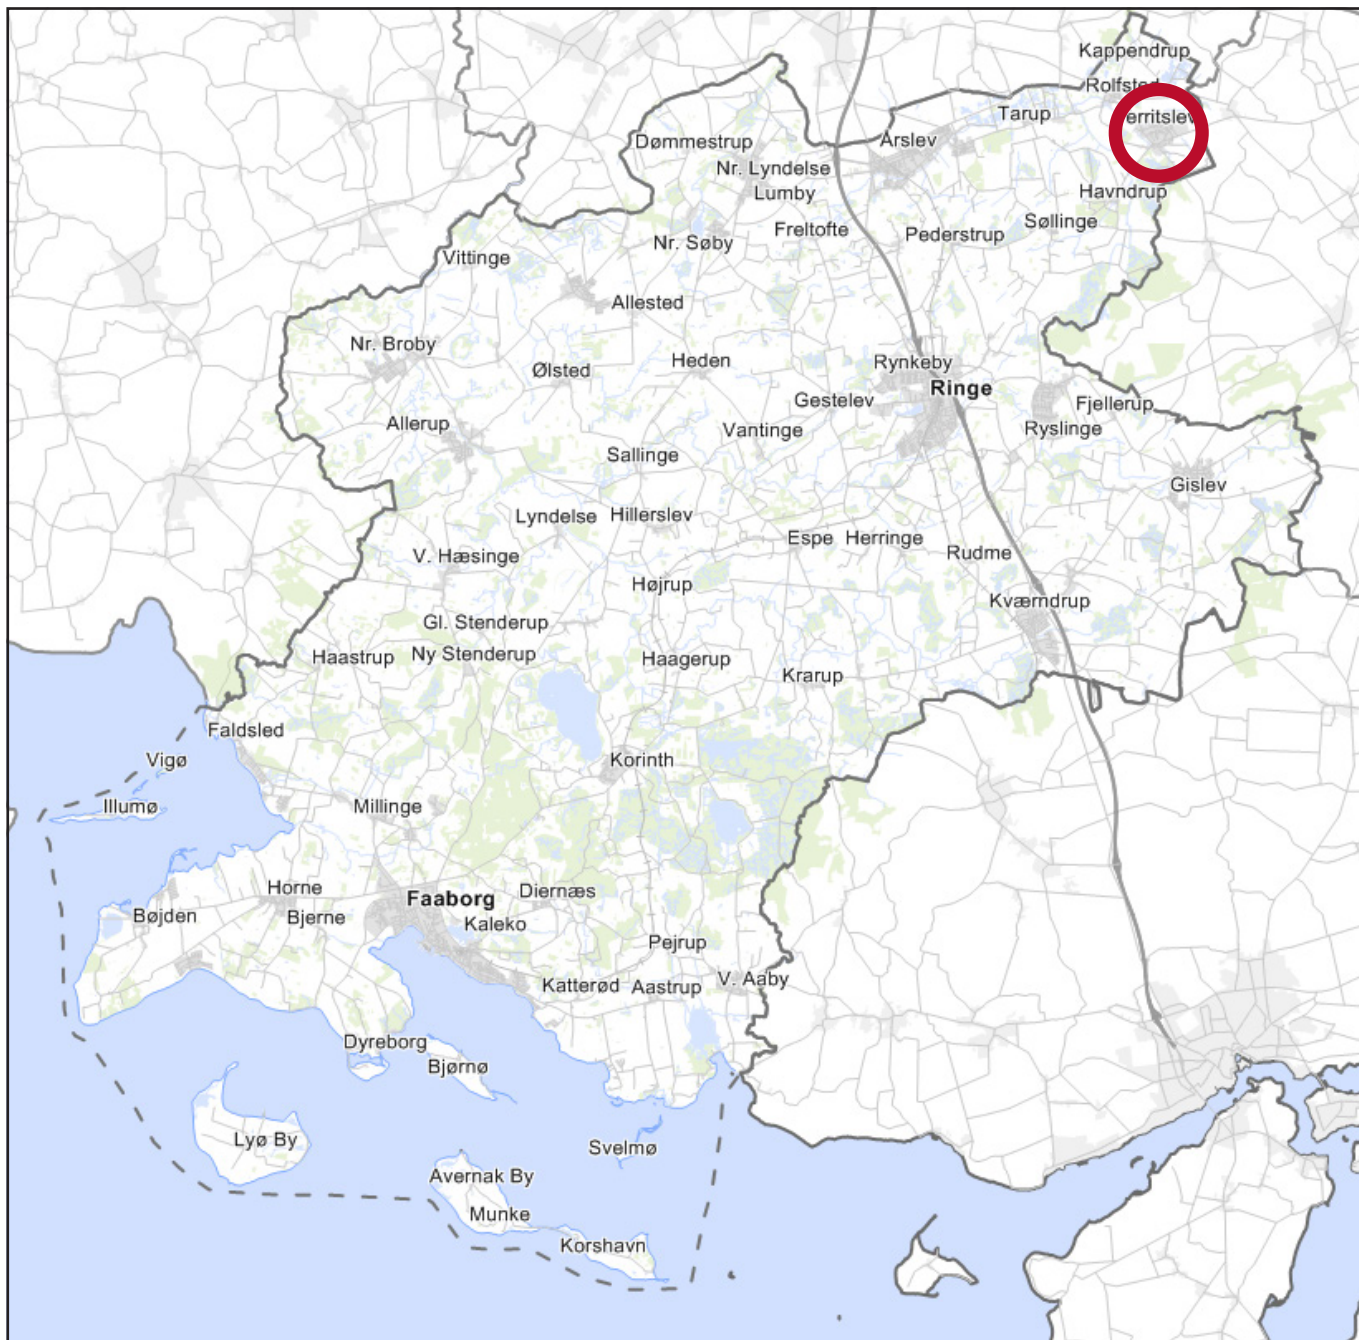 Kappendrup
Rolfsted
erritslev
Tarup
Årslev
Dømmestrup
Nr. Lyndelse
Lumby
Havndrup
Søllinge
Freltofte
Pederstrup
Nr. Søby
Vittinge
Allested
Nr. Broby
Ølsted
Heden
Rynkeby
Ringe
Gestelev
Fjellerup
Ryslinge
Allerup
Vantinge
Sallinge
Gislev
Lyndelse
Hillerslev
Espe
Herringe
Rudme
V. Hæsinge
Højrup
Kværndrup
Gl. Stenderup
Haastrup
Ny Stenderup
Haagerup
Krarup
Faldsled
Vigø
Korinth
Illumø
Millinge
Horne
Faaborg
Diernæs
Bøjden
Bjerne
Kaleko
Pejrup
Katterød
Aastrup
V. Aaby
Dyreborg
Bjørnø
Lyø By
Svelmø
Avernak By
Munke
Korshavn